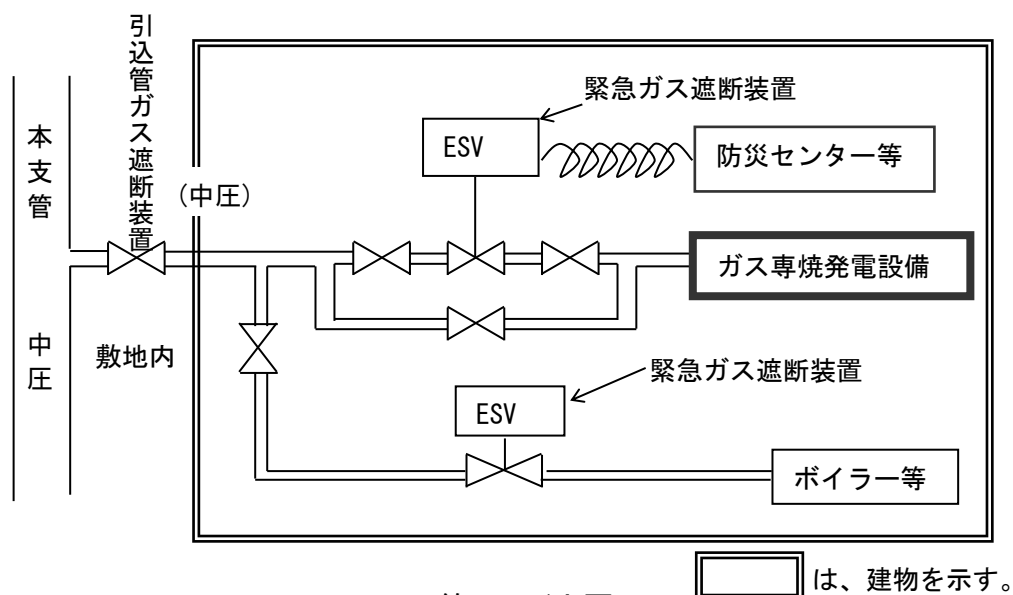 引込管ガス遮断装置
緊急ガス遮断装置
本支管
ESV
防災センター等
(中圧)
ガス専焼発電設備
中圧
敷地内
緊急ガス遮断装置
ESV
ボイラー等
は、建物を示す。